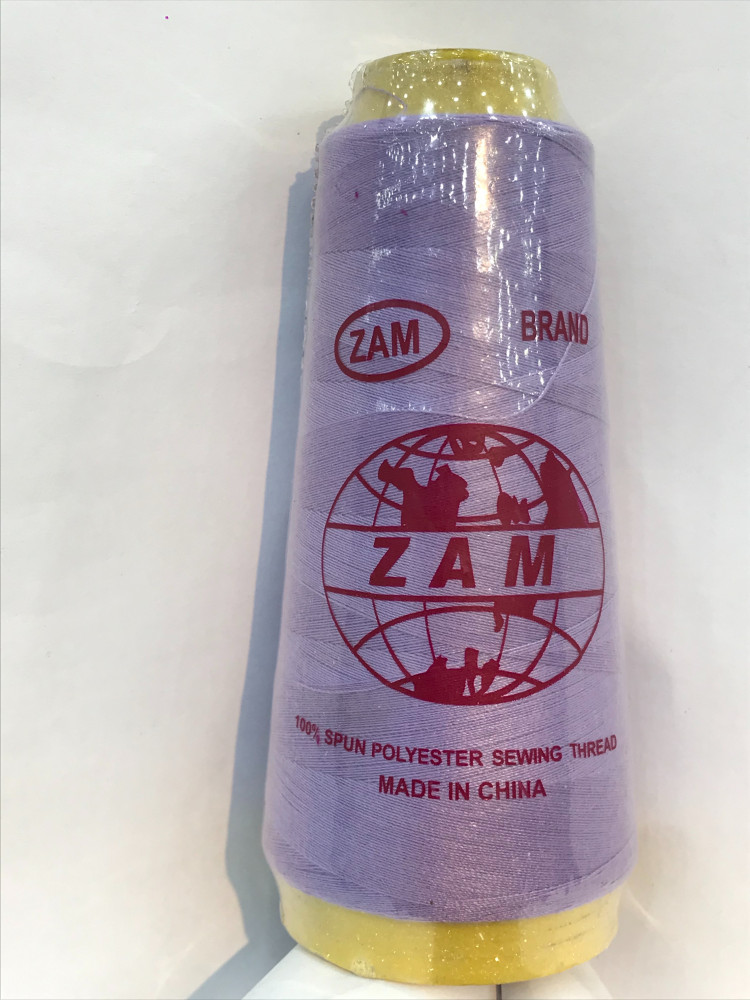 ZAM BRAND
ZAM
100% SPUN POLYESTER SEWING THREAD
MADE IN CHINA